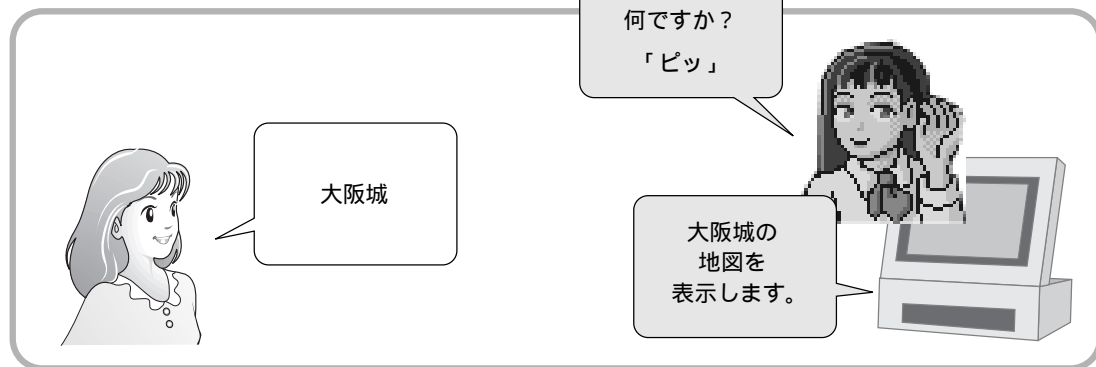 何ですか?
「ピッ」
大阪城
大阪城の
地図を
表示します。